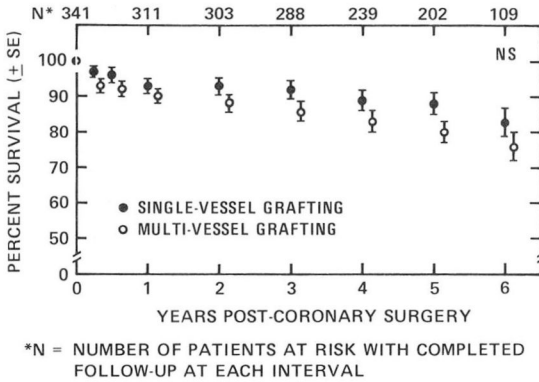 N* 341 311 303 288 239 202 109
NS
PERCENT SURVIVAL (± SE)
100
90
80
70
60
50
0
● SINGLE-VESSEL GRAFTING
○ MULTI-VESSEL GRAFTING
0 1 2 3 4 5 6
YEARS POST-CORONARY SURGERY
*N = NUMBER OF PATIENTS AT RISK WITH COMPLETED
FOLLOW-UP AT EACH INTERVAL